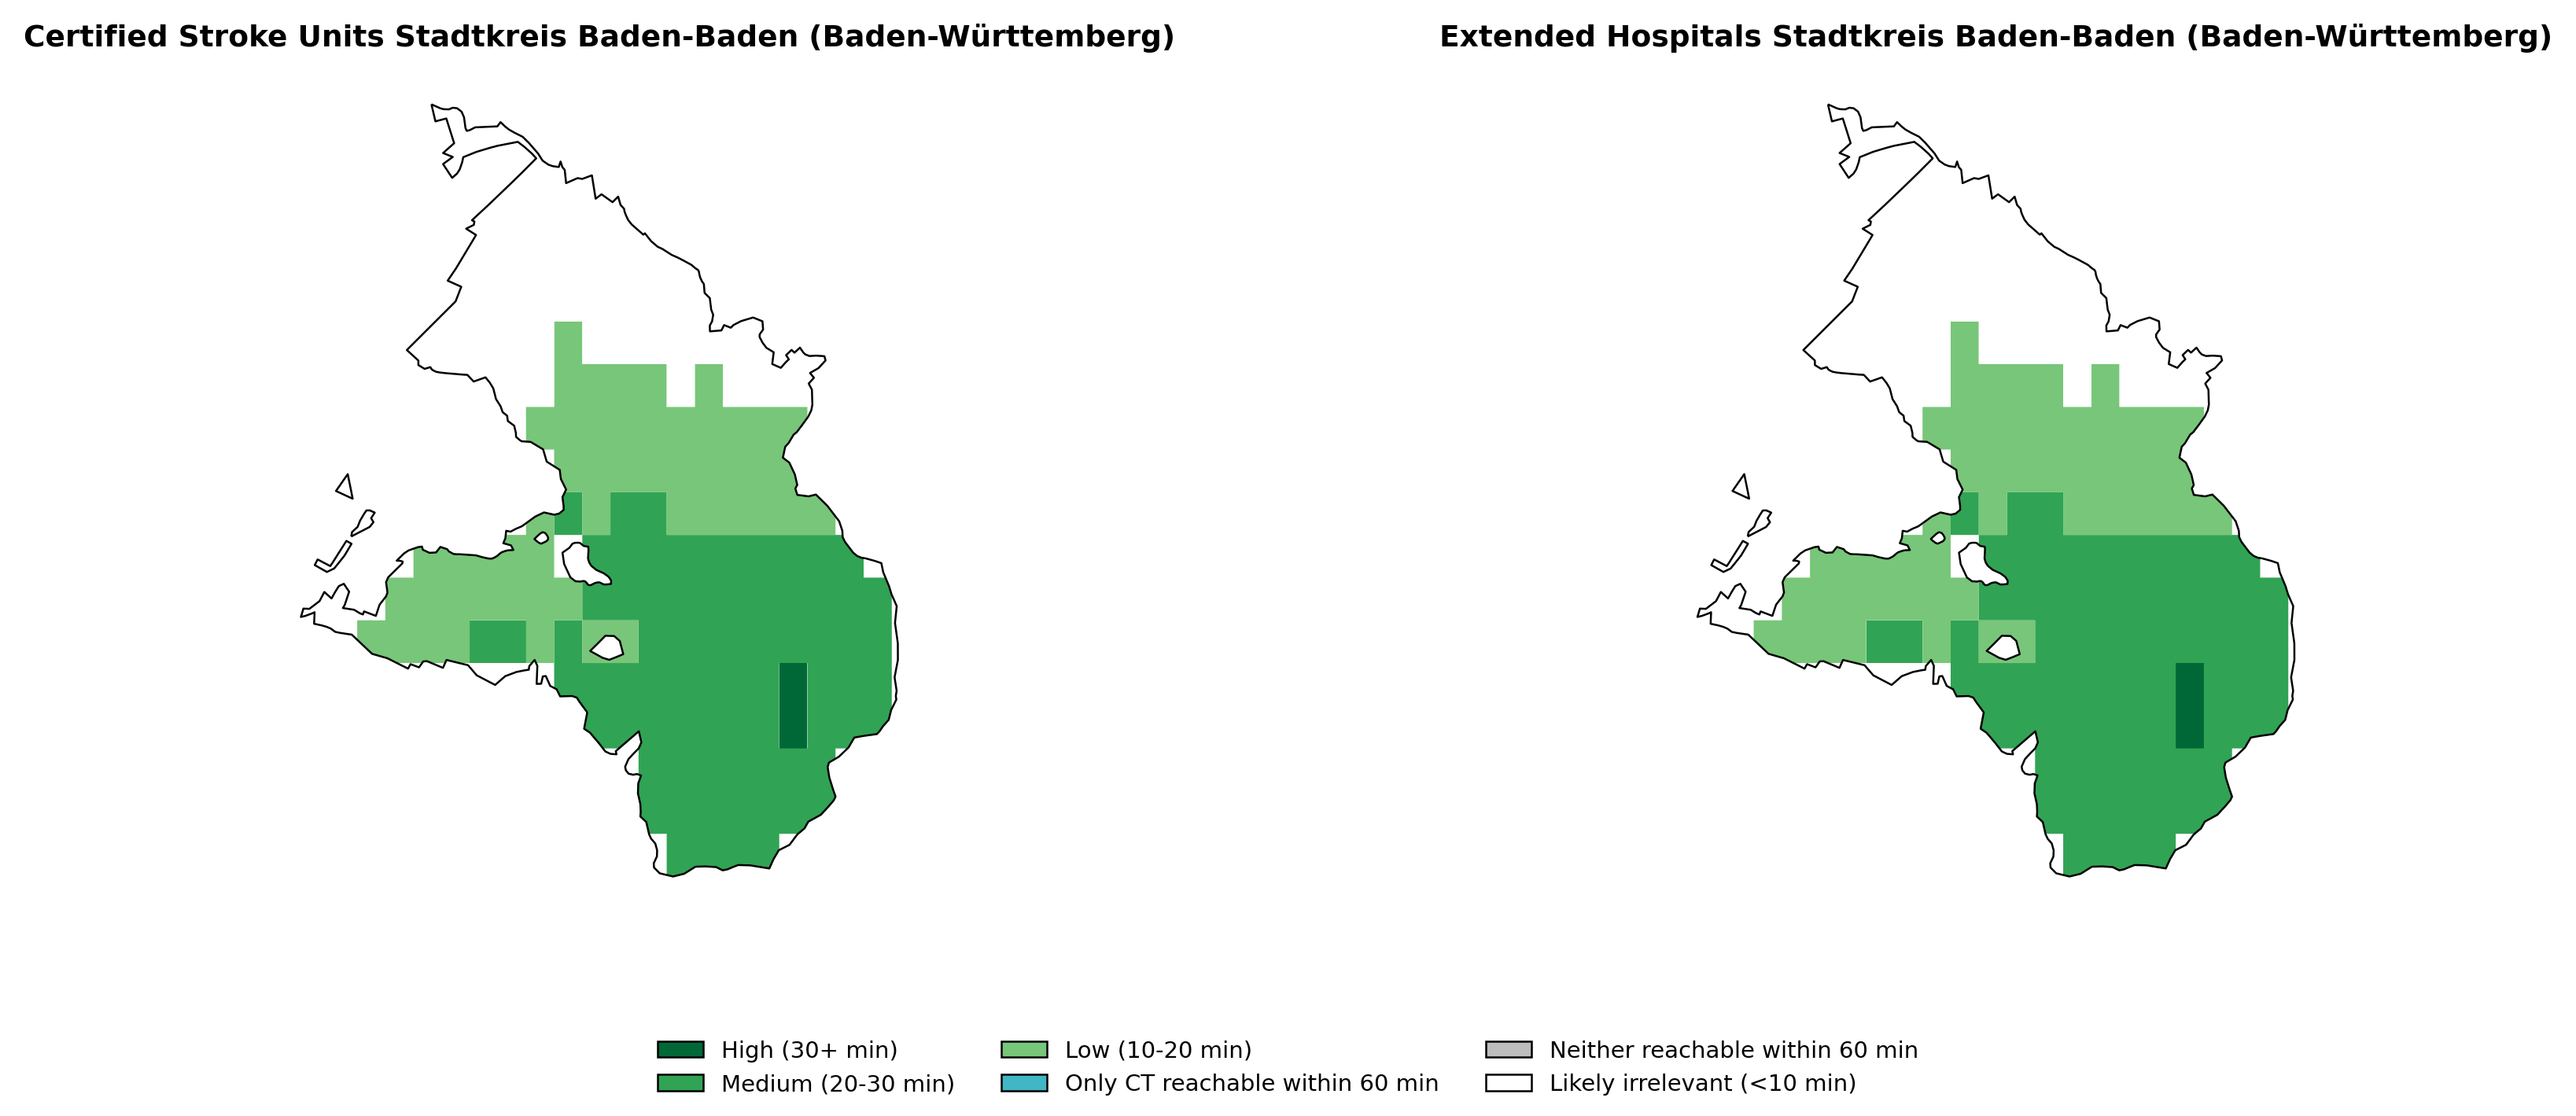 Certified Stroke Units Stadtkreis Baden-Baden (Baden-Württemberg)
Extended Hospitals Stadtkreis Baden-Baden (Baden-Württemberg)
High (30+ min)
Medium (20-30 min)
Low (10-20 min)
Only CT reachable within 60 min
Neither reachable within 60 min
Likely irrelevant (<10 min)